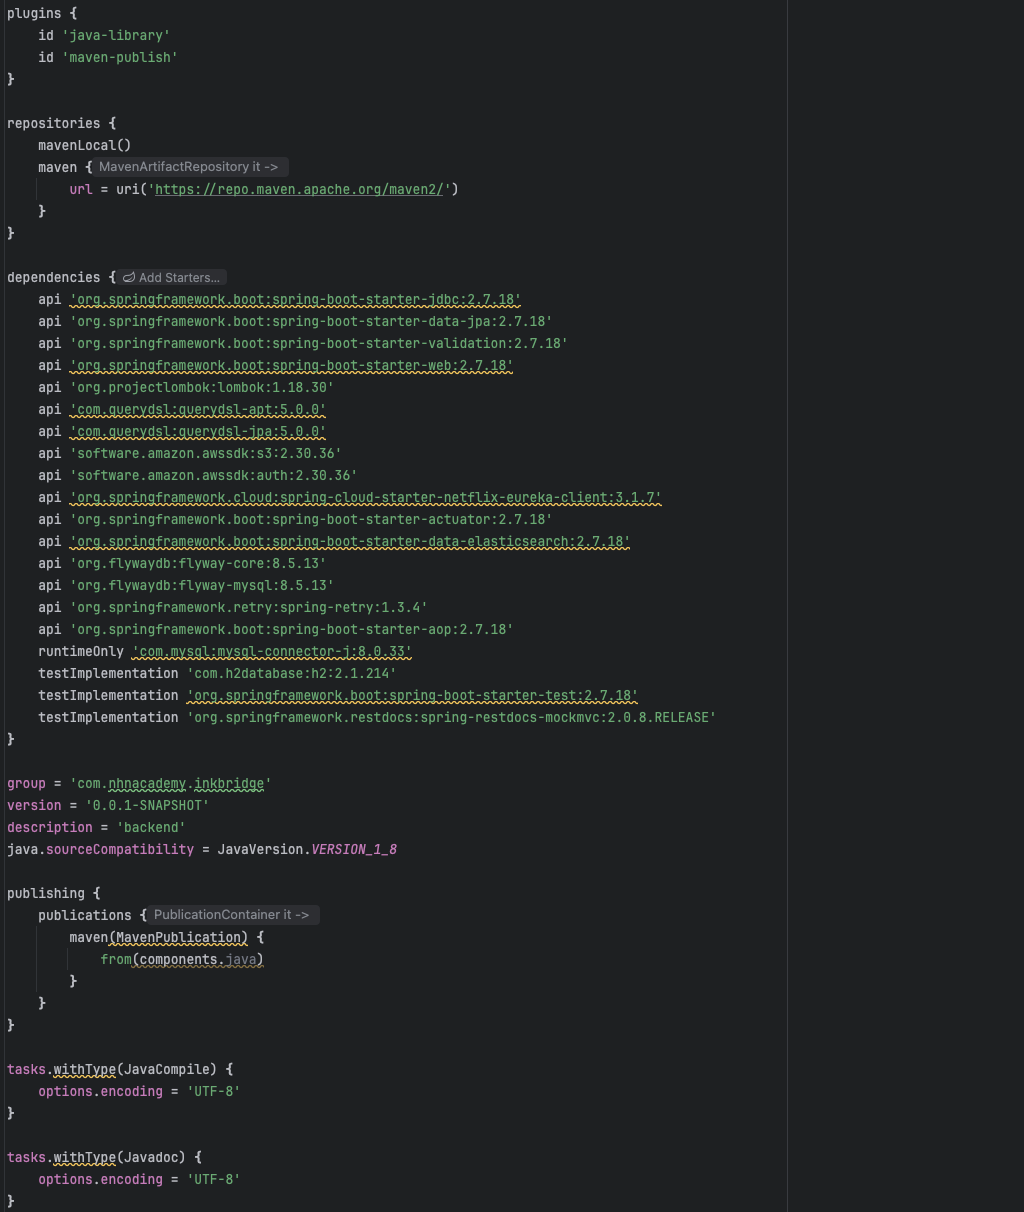 plugins {
    id 'java-library'
    id 'maven-publish'
}
repositories {
    mavenLocal()
    maven { MavenArtifactRepository it ->
        url = uri('https://repo.maven.apache.org/maven2/')
    }
}
dependencies { Add Starters...
    api 'org.springframework.boot:spring-boot-starter-jdbc:2.7.18'
    api 'org.springframework.boot:spring-boot-starter-data-jpa:2.7.18'
    api 'org.springframework.boot:spring-boot-starter-validation:2.7.18'
    api 'org.springframework.boot:spring-boot-starter-web:2.7.18'
    api 'org.projectlombok:lombok:1.18.30'
    api 'com.querydsl:querydsl-apt:5.0.0'
    api 'com.querydsl:querydsl-jpa:5.0.0'
    api 'software.amazon.awssdk:s3:2.30.36'
    api 'software.amazon.awssdk:auth:2.30.36'
    api 'org.springframework.cloud:spring-cloud-starter-netflix-eureka-client:3.1.7'
    api 'org.springframework.boot:spring-boot-starter-actuator:2.7.18'
    api 'org.springframework.boot:spring-boot-starter-data-elasticsearch:2.7.18'
    api 'org.flywaydb:flyway-core:8.5.13'
    api 'org.flywaydb:flyway-mysql:8.5.13'
    api 'org.springframework.retry:spring-retry:1.3.4'
    api 'org.springframework.boot:spring-boot-starter-aop:2.7.18'
    runtimeOnly 'com.mysql:mysql-connector-j:8.0.33'
    testImplementation 'com.h2database:h2:2.1.214'
    testImplementation 'org.springframework.boot:spring-boot-starter-test:2.7.18'
    testImplementation 'org.springframework.restdocs:spring-restdocs-mockmvc:2.0.8.RELEASE'
}
group = 'com.nhnacademy.inkbridge'
version = '0.0.1-SNAPSHOT'
description = 'backend'
java.sourceCompatibility = JavaVersion.VERSION_1_8
publishing {
    publications { PublicationContainer it ->
        maven(MavenPublication) {
            from(components.java)
        }
    }
}
tasks.withType(JavaCompile) {
    options.encoding = 'UTF-8'
}
tasks.withType(Javadoc) {
    options.encoding = 'UTF-8'
}